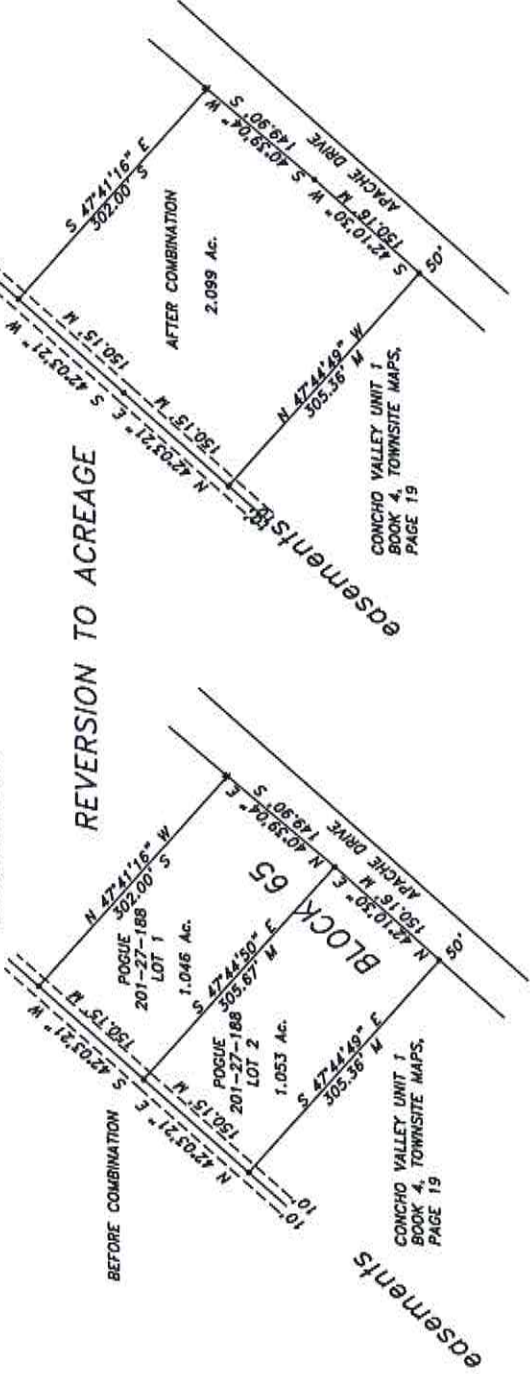 REVERSION TO ACREAGE
BEFORE COMBINATION
S 42°03'21" W
150.15' M
N 42°03'21" E
150.15' M
N 47°41'16" W
302.00' S
POGUE
201-27-188
LOT 1
1.046 Ac.
S 47°44'50" E
305.67' M
POGUE
201-27-188
LOT 2
1.053 Ac.
S 47°44'49" E
305.36' M
BLOCK 65
N 40°39'04" E
149.90' S
N 42°10'30" E
150.16' M
APACHE DRIVE
50'
10'
10'
easements
CONCHO VALLEY UNIT 1
BOOK 4, TOWNSITE MAPS,
PAGE 19
S 42°03'21" W
150.15' M
N 42°03'21" E
150.15' M
S 47°41'16" E
302.00' S
AFTER COMBINATION
2.099 Ac.
S 40°39'04" W
149.90' S
S 42°10'30" W
150.16' M
APACHE DRIVE
50'
N 47°44'49" W
305.36' M
10'
easements
CONCHO VALLEY UNIT 1
BOOK 4, TOWNSITE MAPS,
PAGE 19